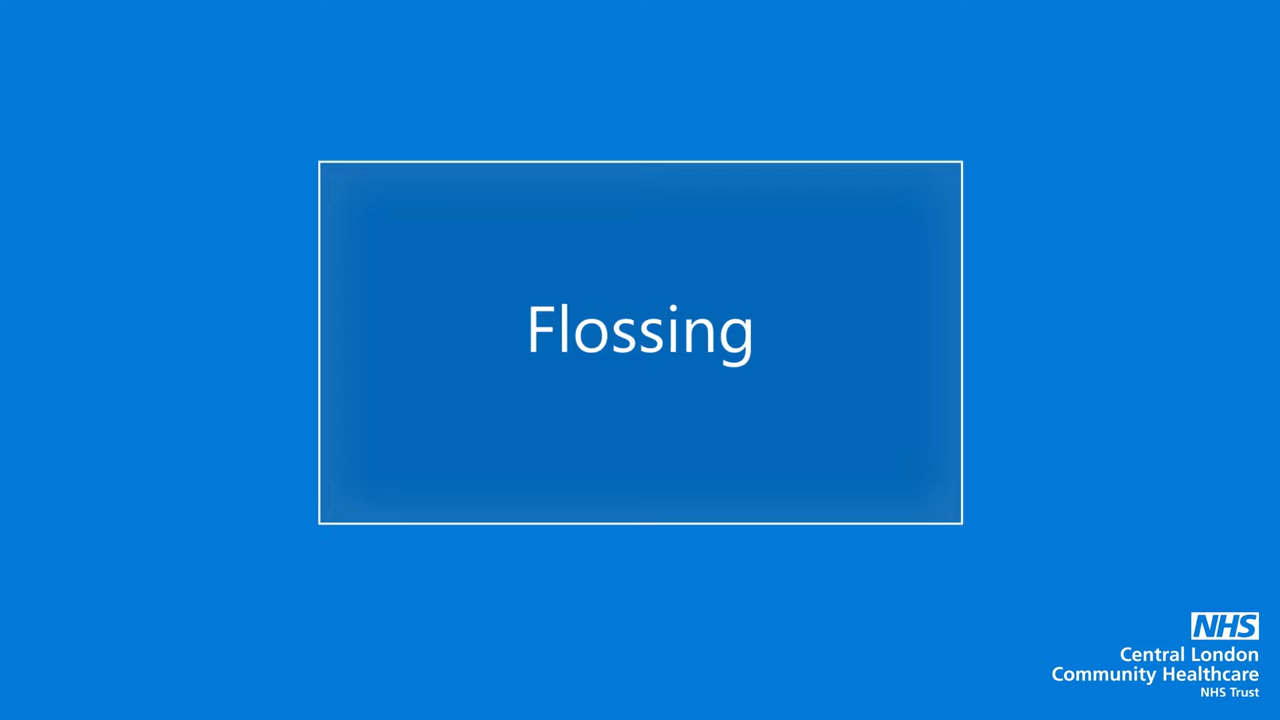 Flossing
NHS
Central London
Community Healthcare
NHS Trust